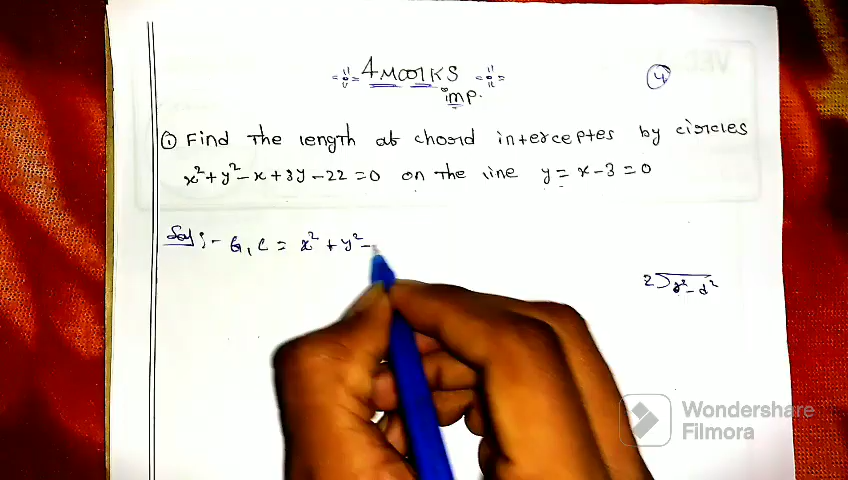 4 Marks
imp.
4
① Find the length at chord interceptes by circles
x² + y² - x + 3y - 22 = 0 on the line y = x - 3 = 0
Sol :- G, C = x² + y² -
2√r² - d²
Wondershare
Filmora